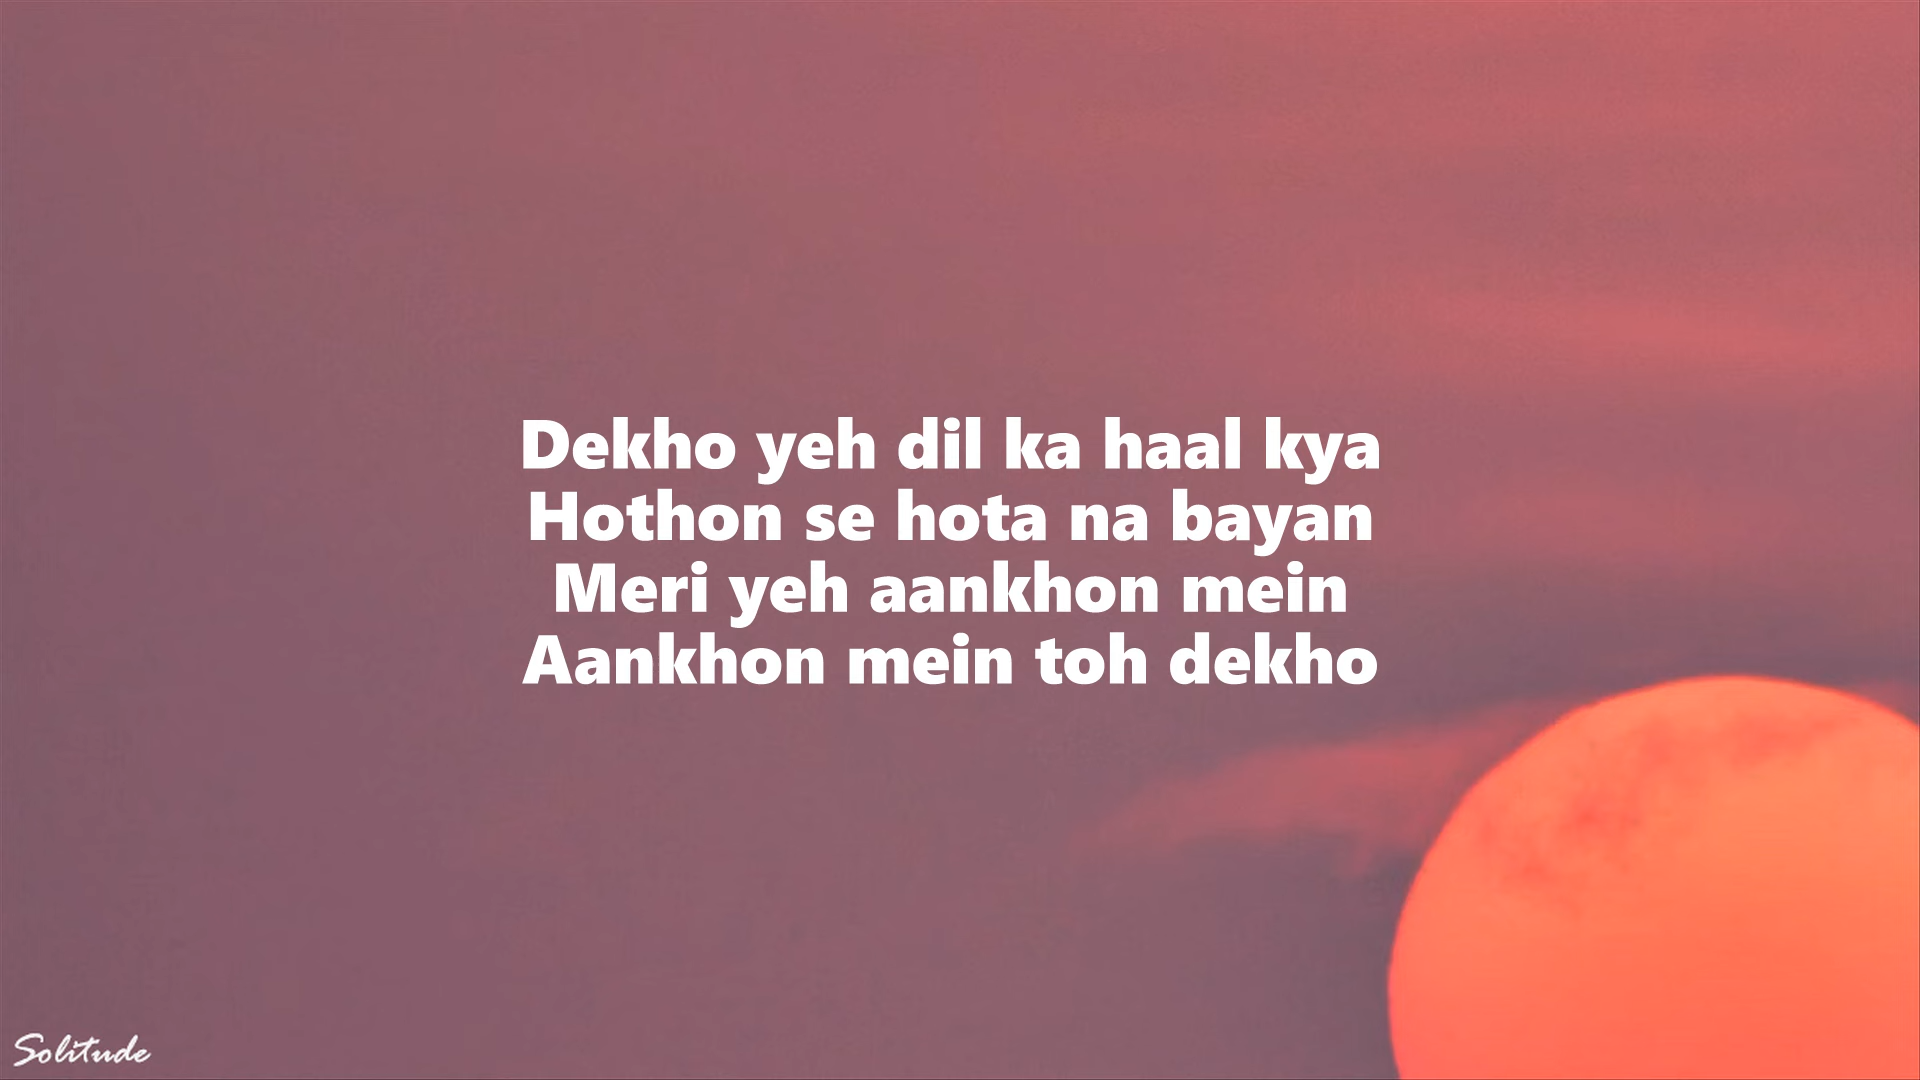 Dekho yeh dil ka haal kya
Hothon se hota na bayan
Meri yeh aankhon mein
Aankhon mein toh dekho
Solitude